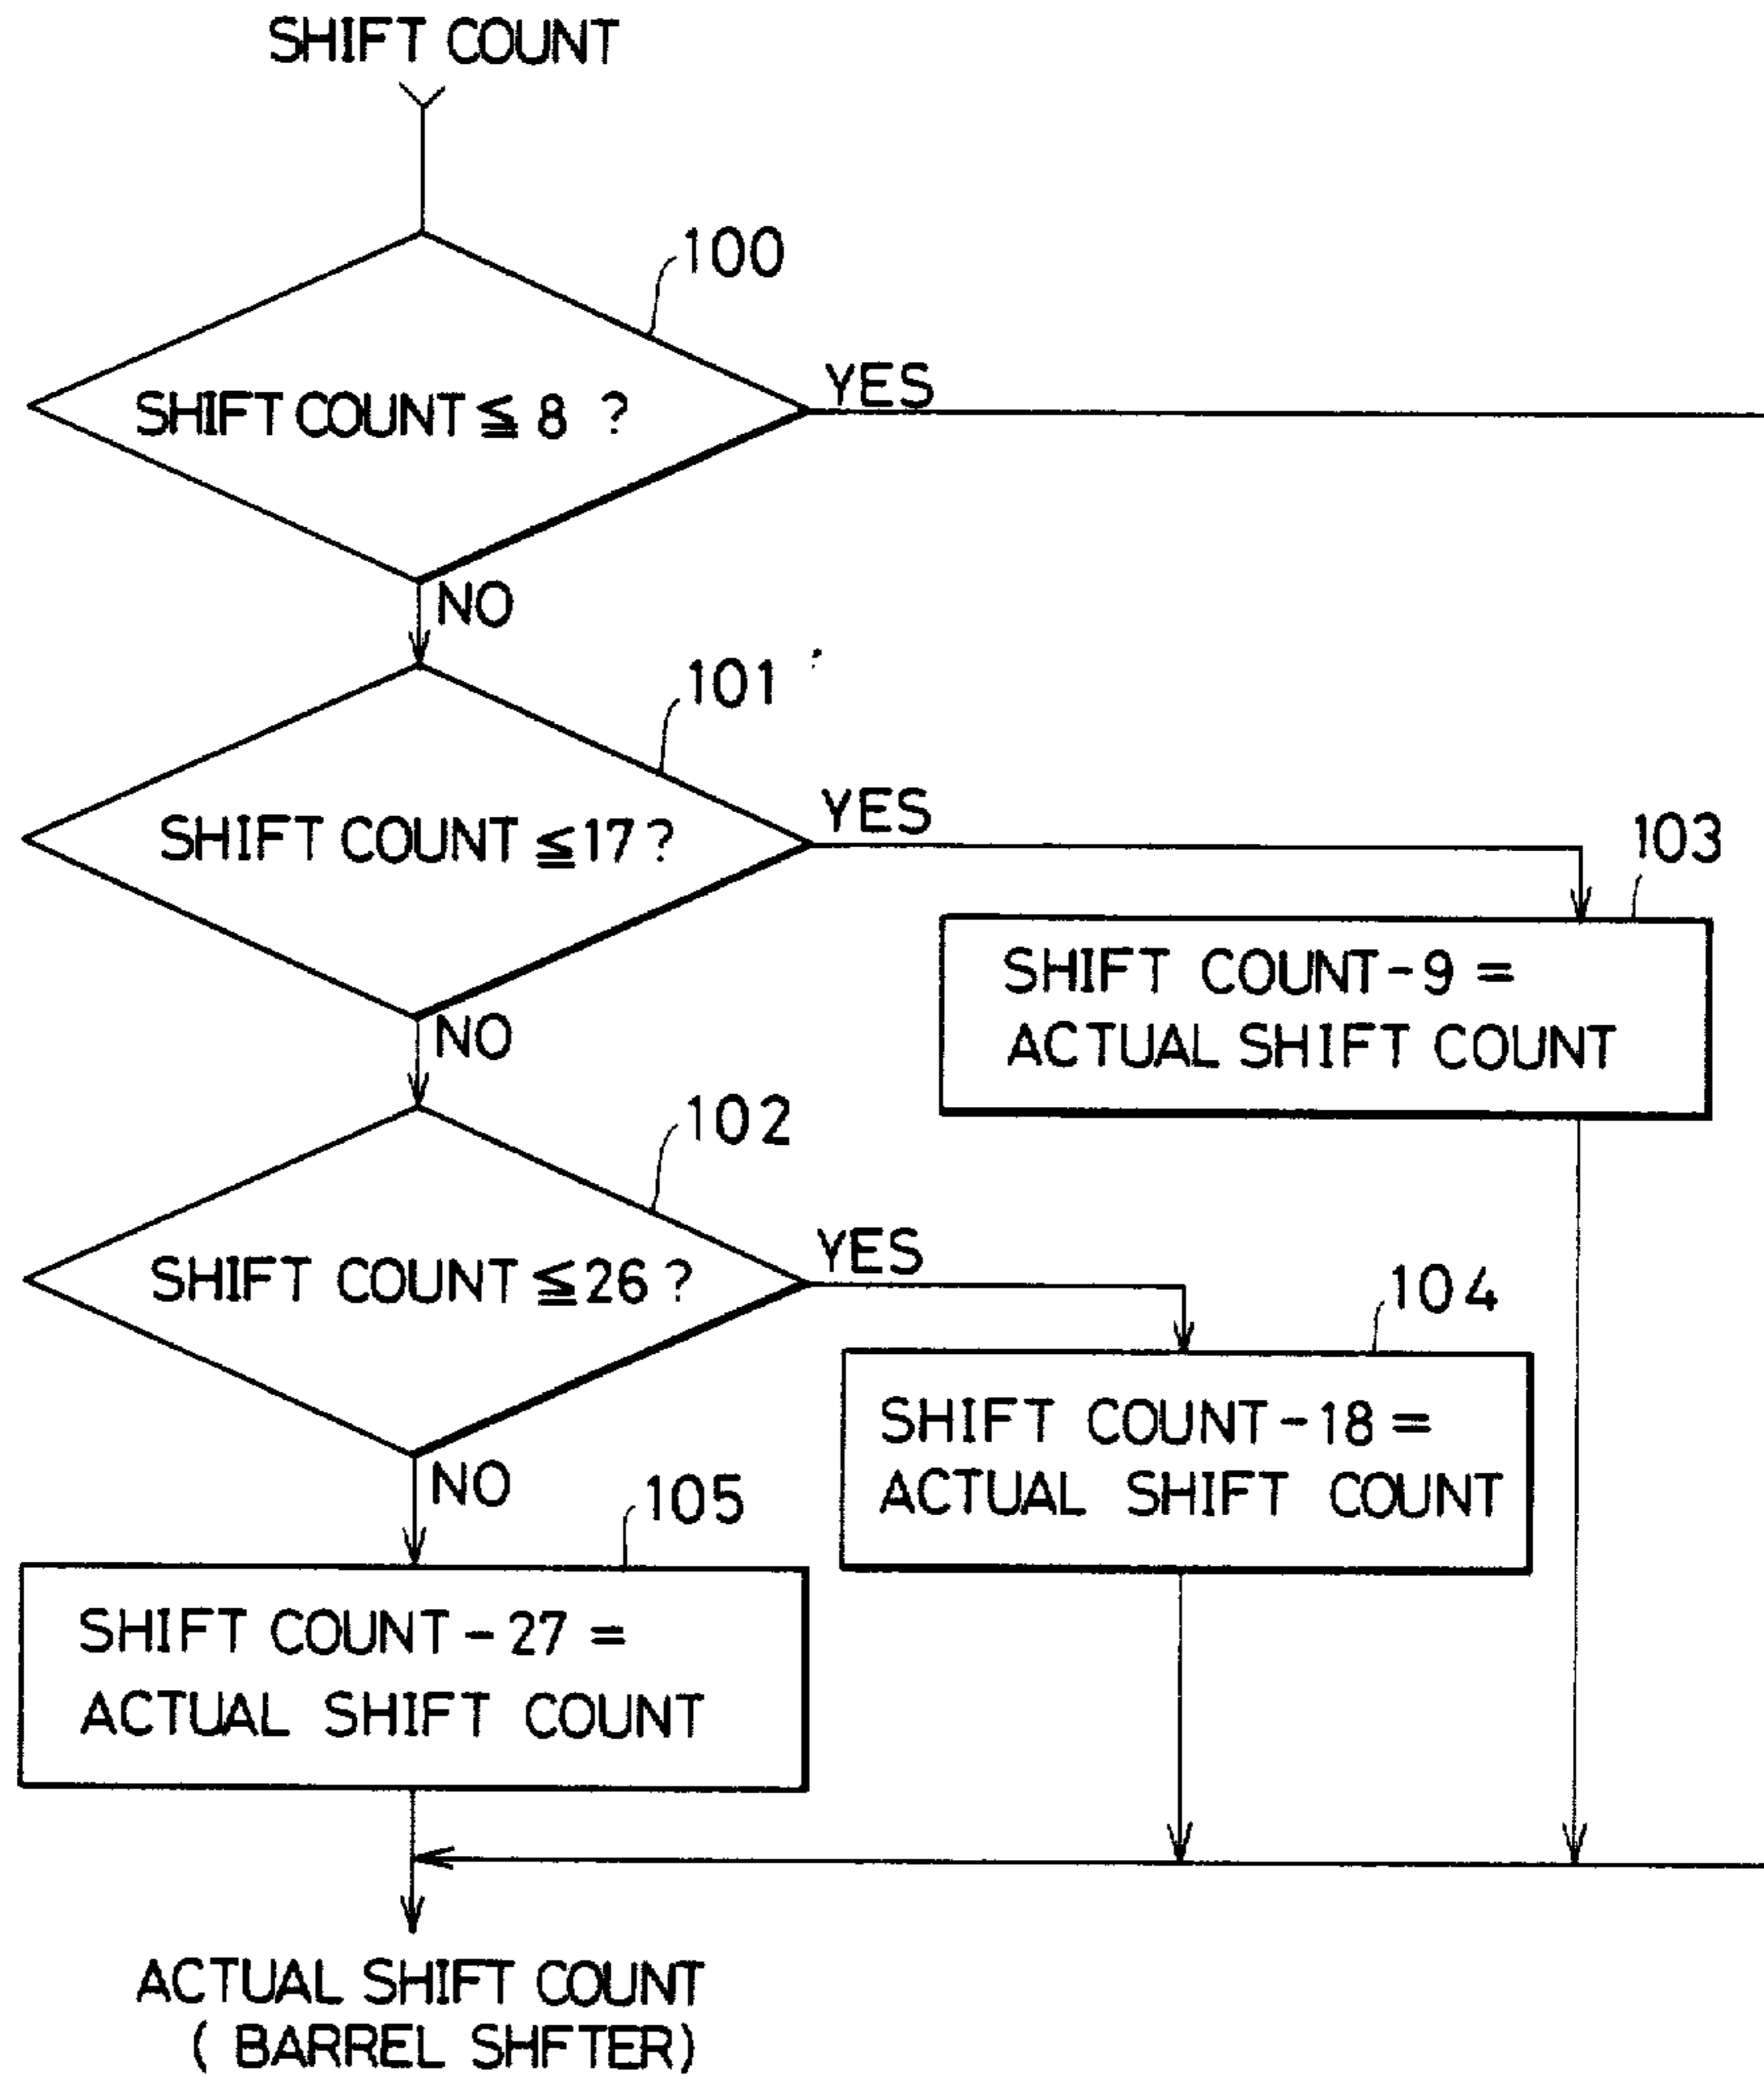 SHIFT COUNT
100
SHIFT COUNT ≦ 8 ?
YES
NO
101
SHIFT COUNT ≦ 17 ?
YES
103
SHIFT COUNT - 9 =
ACTUAL SHIFT COUNT
NO
102
SHIFT COUNT ≦ 26 ?
YES
104
SHIFT COUNT - 18 =
ACTUAL SHIFT COUNT
NO
105
SHIFT COUNT - 27 =
ACTUAL SHIFT COUNT
ACTUAL SHIFT COUNT
( BARREL SHFTER)